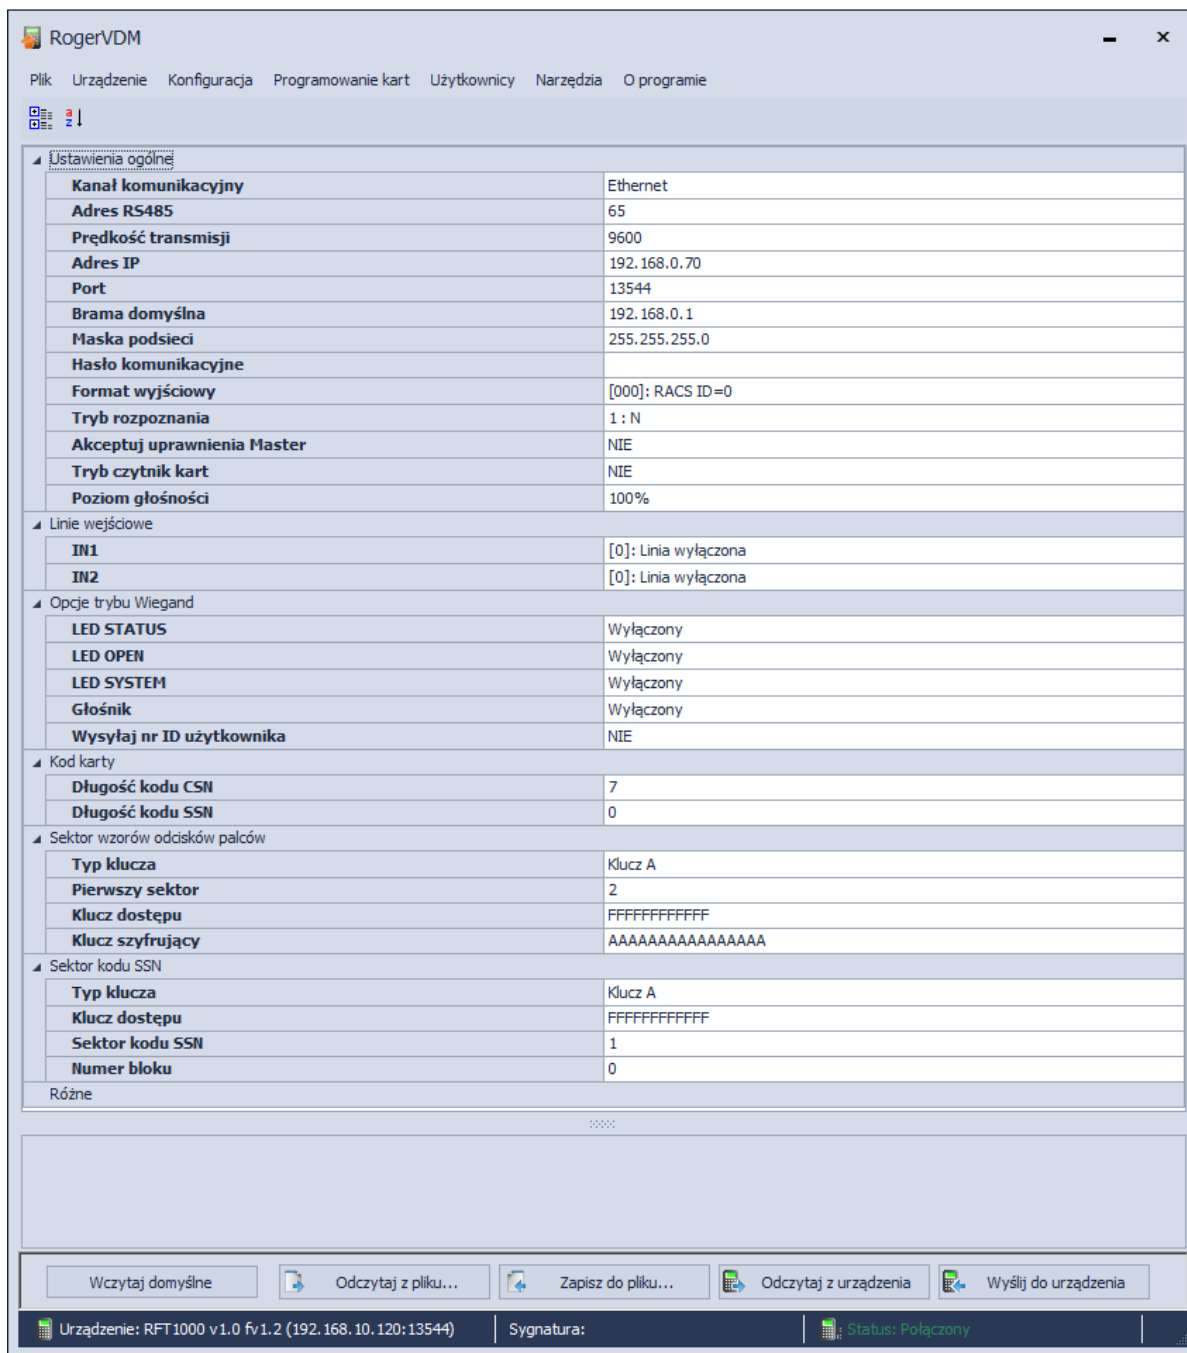 RogerVDM
Plik Urządzenie Konfiguracja Programowanie kart Użytkownicy Narzędzia O programie
Ustawienia ogólne
Kanał komunikacyjny Ethernet
Adres RS485 65
Prędkość transmisji 9600
Adres IP 192.168.0.70
Port 13544
Brama domyślna 192.168.0.1
Maska podsieci 255.255.255.0
Hasło komunikacyjne
Format wyjściowy [000]: RACS ID=0
Tryb rozpoznania 1 : N
Akceptuj uprawnienia Master NIE
Tryb czytnik kart NIE
Poziom głośności 100%
Linie wejściowe
IN1 [0]: Linia wyłączona
IN2 [0]: Linia wyłączona
Opcje trybu Wiegand
LED STATUS Wyłączony
LED OPEN Wyłączony
LED SYSTEM Wyłączony
Głośnik Wyłączony
Wysyłaj nr ID użytkownika NIE
Kod karty
Długość kodu CSN 7
Długość kodu SSN 0
Sektor wzorów odcisków palców
Typ klucza Klucz A
Pierwszy sektor 2
Klucz dostępu FFFFFFFFFFFF
Klucz szyfrujący AAAAAAAAAAAAAAAA
Sektor kodu SSN
Typ klucza Klucz A
Klucz dostępu FFFFFFFFFFFF
Sektor kodu SSN 1
Numer bloku 0
Różne
Wczytaj domyślne Odczytaj z pliku... Zapisz do pliku... Odczytaj z urządzenia Wyślij do urządzenia
Urządzenie: RFT1000 v1.0 fv1.2 (192.168.10.120:13544) Sygnatura: Status: Połączony